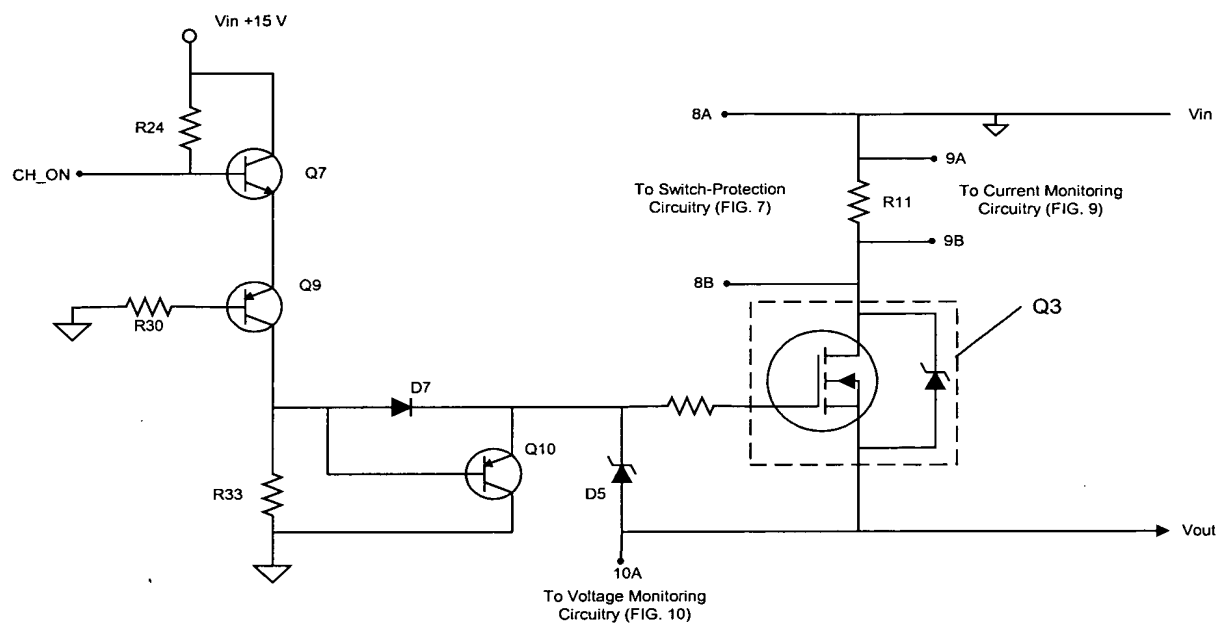 Vin +15 V
R24
CH_ON
Q7
Q9
R30
D7
Q10
R33
D5
10A
To Voltage Monitoring
Circuitry (FIG. 10)
8A
Vin
9A
To Switch-Protection
Circuitry (FIG. 7)
R11
To Current Monitoring
Circuitry (FIG. 9)
9B
8B
Q3
Vout